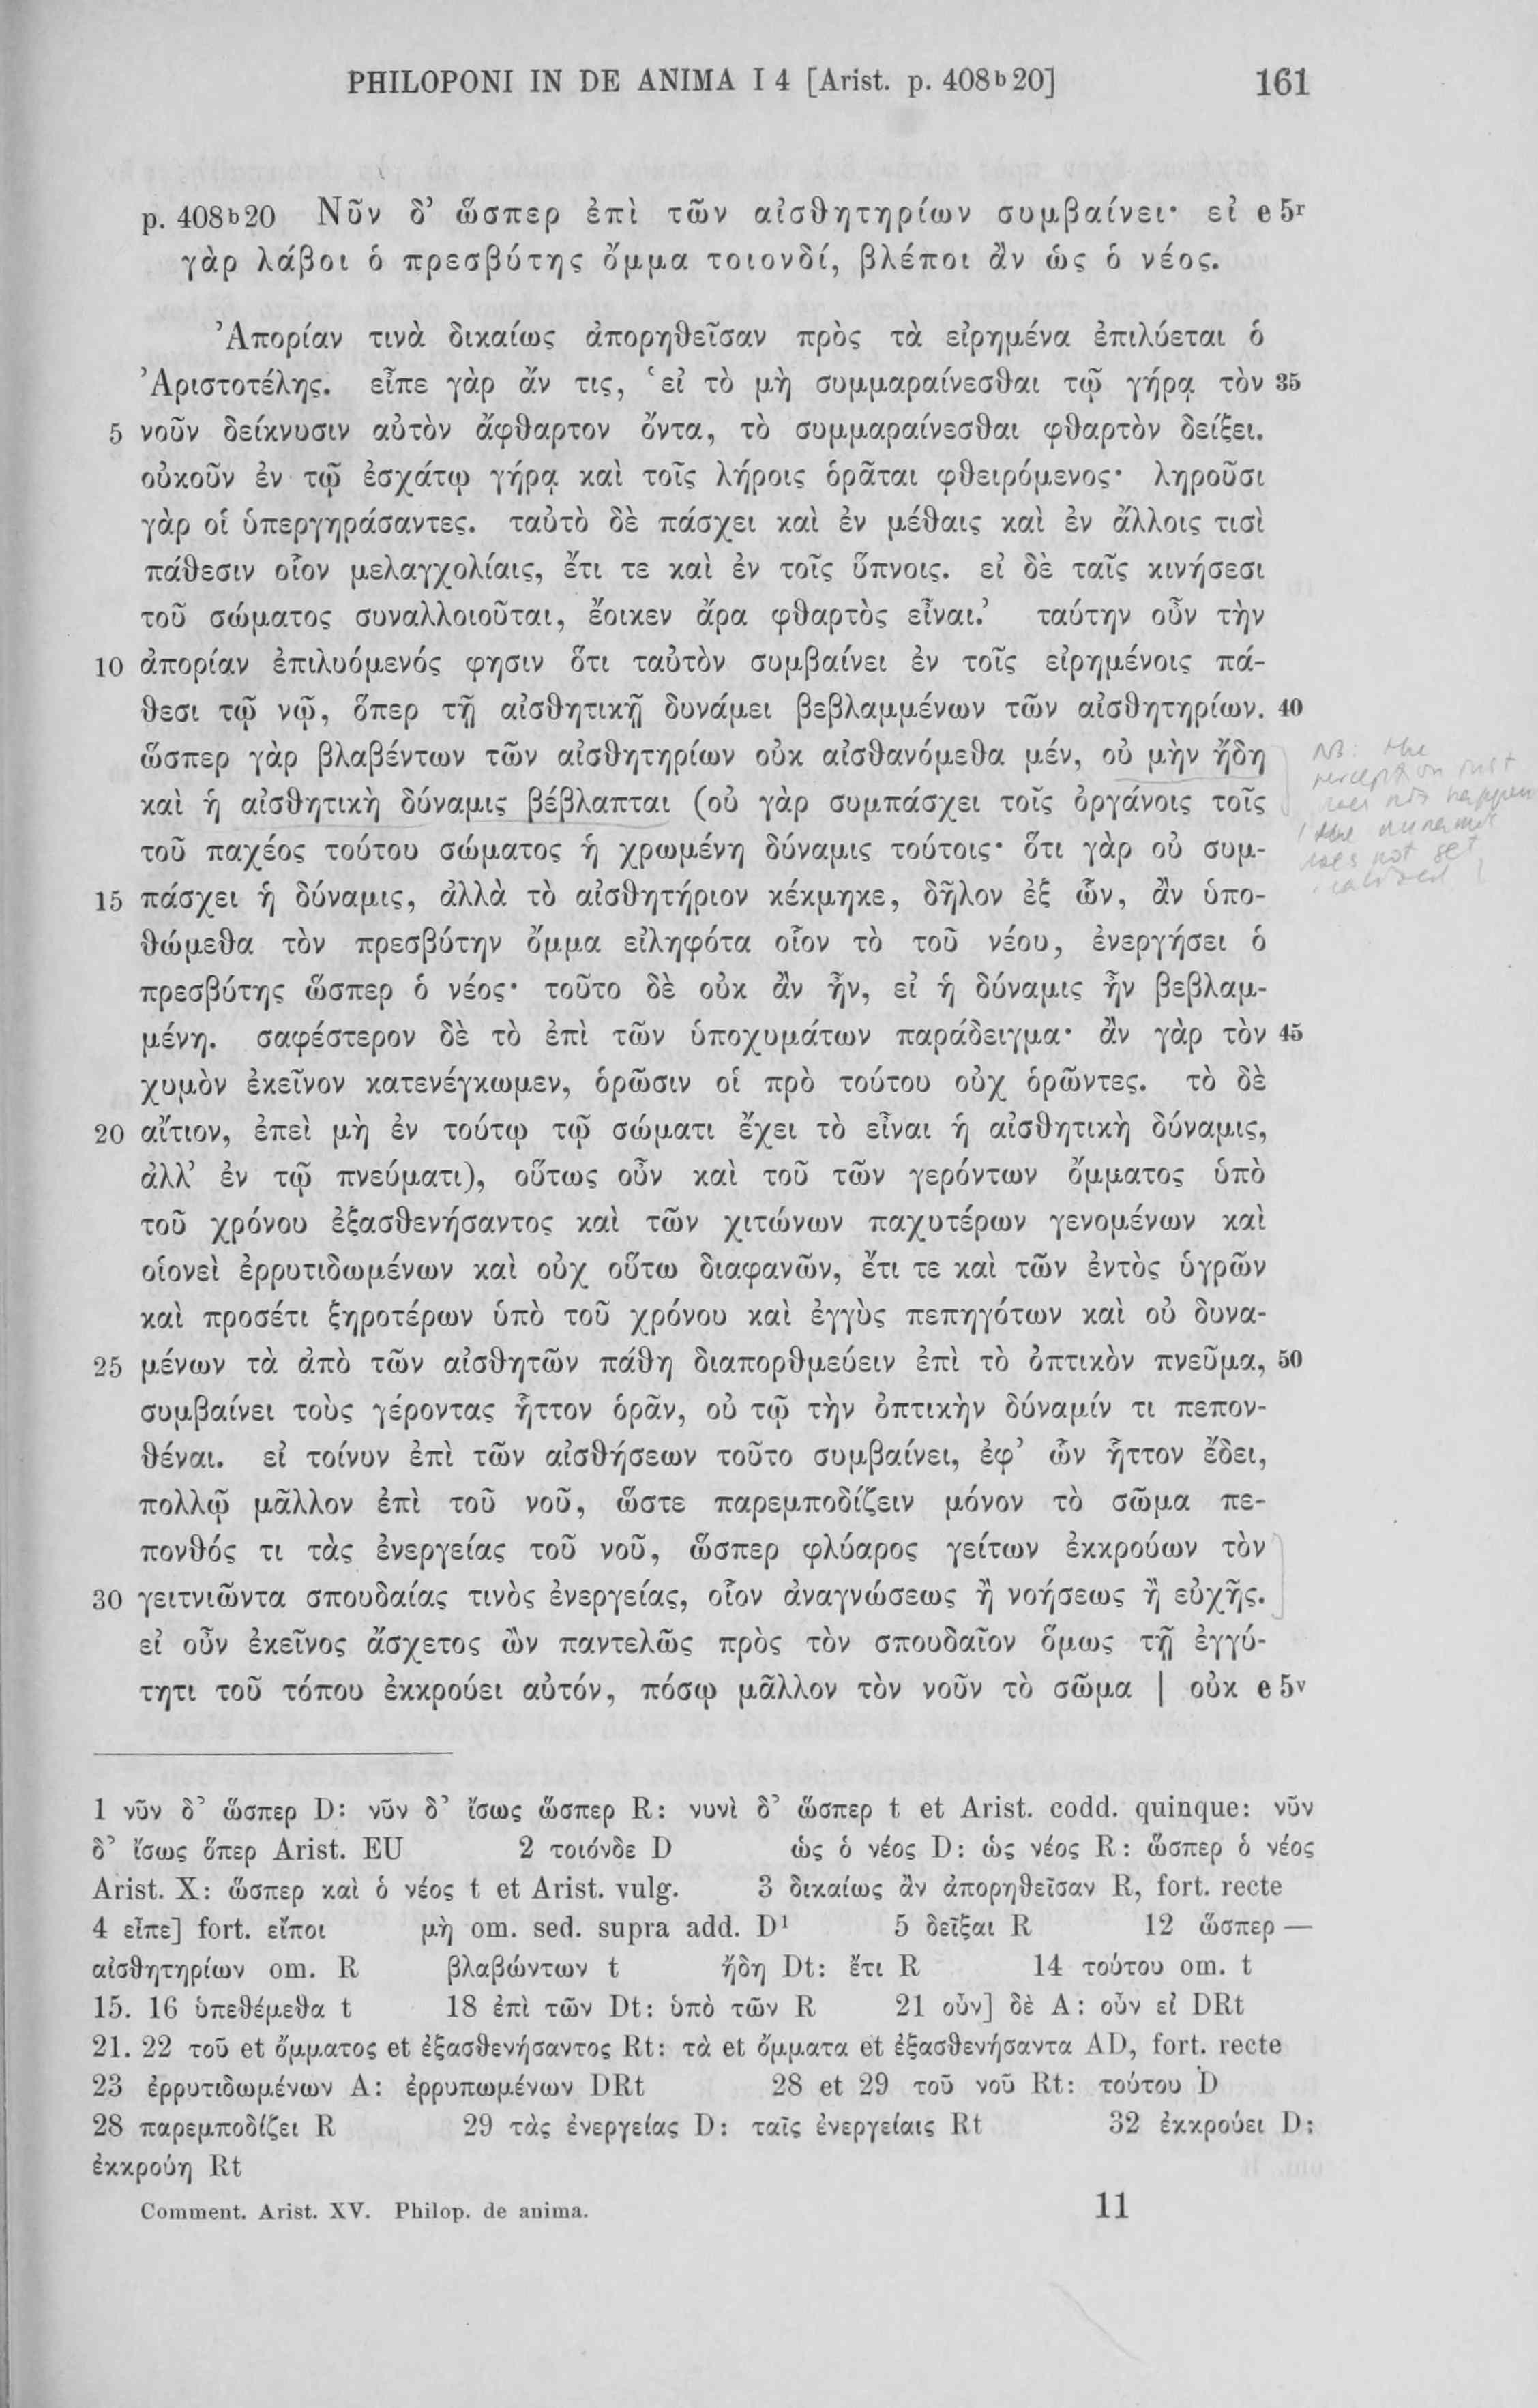 PHILOPONI IN DE ANIMA I 4 [Arist. p. 408ᵇ20] 161
p. 408ᵇ20 Νῦν δ’ ὥσπερ ἐπὶ τῶν αἰσθητηρίων συμβαίνει· εἰ e 5ʳ
γὰρ λάβοι ὁ πρεσβύτης ὄμμα τοιονδί, βλέποι ἂν ὡς ὁ νέος.
Ἀπορίαν τινὰ δικαίως ἀπορηθεῖσαν πρὸς τὰ εἰρημένα ἐπιλύεται ὁ
Ἀριστοτέλης. εἶπε γὰρ ἄν τις, ‘εἰ τὸ μὴ συμμαραίνεσθαι τῷ γήρᾳ τὸν 35
5 νοῦν δείκνυσιν αὐτὸν ἄφθαρτον ὄντα, τὸ συμμαραίνεσθαι φθαρτὸν δείξει.
οὐκοῦν ἐν τῷ ἐσχάτῳ γήρᾳ καὶ τοῖς λήροις ὁρᾶται φθειρόμενος· ληροῦσι
γὰρ οἱ ὑπεργηράσαντες. ταὐτὸ δὲ πάσχει καὶ ἐν μέθαις καὶ ἐν ἄλλοις τισὶ
πάθεσιν οἷον μελαγχολίαις, ἔτι τε καὶ ἐν τοῖς ὕπνοις. εἰ δὲ ταῖς κινήσεσι
τοῦ σώματος συναλλοιοῦται, ἔοικεν ἄρα φθαρτὸς εἶναι.’ ταύτην οὖν τὴν
10 ἀπορίαν ἐπιλυόμενός φησιν ὅτι ταὐτὸν συμβαίνει ἐν τοῖς εἰρημένοις πά-
θεσι τῷ νῷ, ὅπερ τῇ αἰσθητικῇ δυνάμει βεβλαμμένων τῶν αἰσθητηρίων. 40
ὥσπερ γὰρ βλαβέντων τῶν αἰσθητηρίων οὐκ αἰσθανόμεθα μέν, οὐ μὴν ἤδη
καὶ ἡ αἰσθητικὴ δύναμις βέβλαπται (οὐ γὰρ συμπάσχει τοῖς ὀργάνοις τοῖς
τοῦ παχέος τούτου σώματος ἡ χρωμένη δύναμις τούτοις· ὅτι γὰρ οὐ συμ-
15 πάσχει ἡ δύναμις, ἀλλὰ τὸ αἰσθητήριον κέκμηκε, δῆλον ἐξ ὧν, ἂν ὑπο-
θώμεθα τὸν πρεσβύτην ὄμμα εἰληφότα οἷον τὸ τοῦ νέου, ἐνεργήσει ὁ
πρεσβύτης ὥσπερ ὁ νέος· τοῦτο δὲ οὐκ ἂν ἦν, εἰ ἡ δύναμις ἦν βεβλαμ-
μένη. σαφέστερον δὲ τὸ ἐπὶ τῶν ὑποχυμάτων παράδειγμα· ἂν γὰρ τὸν 45
χυμὸν ἐκεῖνον κατενέγκωμεν, ὁρῶσιν οἱ πρὸ τούτου οὐχ ὁρῶντες. τὸ δὲ
20 αἴτιον, ἐπεὶ μὴ ἐν τούτῳ τῷ σώματι ἔχει τὸ εἶναι ἡ αἰσθητικὴ δύναμις,
ἀλλ’ ἐν τῷ πνεύματι), οὕτως οὖν καὶ τοῦ τῶν γερόντων ὄμματος ὑπὸ
τοῦ χρόνου ἐξασθενήσαντος καὶ τῶν χιτώνων παχυτέρων γενομένων καὶ
οἱονεὶ ἐρρυτιδωμένων καὶ οὐχ οὕτω διαφανῶν, ἔτι τε καὶ τῶν ἐντὸς ὑγρῶν
καὶ προσέτι ξηροτέρων ὑπὸ τοῦ χρόνου καὶ ἐγγὺς πεπηγότων καὶ οὐ δυνα-
25 μένων τὰ ἀπὸ τῶν αἰσθητῶν πάθη διαπορθμεύειν ἐπὶ τὸ ὀπτικὸν πνεῦμα, 50
συμβαίνει τοὺς γέροντας ἧττον ὁρᾶν, οὐ τῷ τὴν ὀπτικὴν δύναμίν τι πεπον-
θέναι. εἰ τοίνυν ἐπὶ τῶν αἰσθήσεων τοῦτο συμβαίνει, ἐφ’ ὧν ἧττον ἔδει,
πολλῷ μᾶλλον ἐπὶ τοῦ νοῦ, ὥστε παρεμποδίζειν μόνον τὸ σῶμα πε-
πονθός τι τὰς ἐνεργείας τοῦ νοῦ, ὥσπερ φλύαρος γείτων ἐκκρούων τὸν
30 γειτνιῶντα σπουδαίας τινὸς ἐνεργείας, οἷον ἀναγνώσεως ἢ νοήσεως ἢ εὐχῆς.
εἰ οὖν ἐκεῖνος ἄσχετος ὢν παντελῶς πρὸς τὸν σπουδαῖον ὅμως τῇ ἐγγύ-
τητι τοῦ τόπου ἐκκρούει αὐτόν, πόσῳ μᾶλλον τὸν νοῦν τὸ σῶμα | οὐκ e 5ᵛ
1 νῦν δ’ ὥσπερ D: νῦν δ’ ἴσως ὥσπερ R: νυνὶ δ’ ὥσπερ t et Arist. codd. quinque: νῦν
δ’ ἴσως ὅπερ Arist. EU 2 τοιόνδε D ὡς ὁ νέος D: ὡς νέος R: ὥσπερ ὁ νέος
Arist. X: ὥσπερ καὶ ὁ νέος t et Arist. vulg. 3 δικαίως ἂν ἀπορηθεῖσαν R, fort. recte
4 εἶπε] fort. εἴποι μὴ om. sed. supra add. D¹ 5 δεῖξαι R 12 ὥσπερ —
αἰσθητηρίων om. R βλαβώντων t ἤδη Dt: ἔτι R 14 τούτου om. t
15. 16 ὑπεθέμεθα t 18 ἐπὶ τῶν Dt: ὑπὸ τῶν R 21 οὖν] δὲ A: οὖν εἰ DRt
21. 22 τοῦ et ὄμματος et ἐξασθενήσαντος Rt: τὰ et ὄμματα et ἐξασθενήσαντα AD, fort. recte
23 ἐρρυτιδωμένων A: ἐρρυπωμένων DRt 28 et 29 τοῦ νοῦ Rt: τούτου D
28 παρεμποδίζει R 29 τὰς ἐνεργείας D: ταῖς ἐνεργείαις Rt 32 ἐκκρούει D:
ἐκκρούῃ Rt
Comment. Arist. XV. Philop. de anima. 11